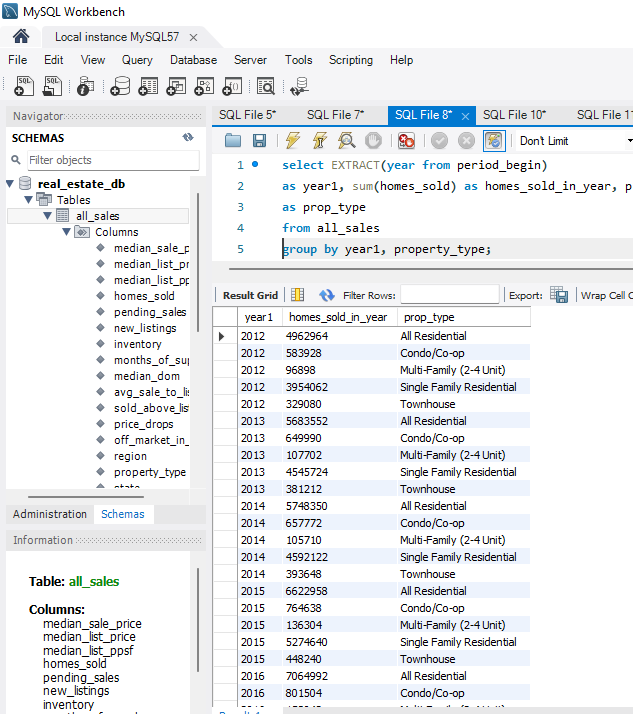 MySQL Workbench
Local instance MySQL57
File Edit View Query Database Server Tools Scripting Help
Navigator
SCHEMAS
Filter objects
real_estate_db
Tables
all_sales
Columns
median_sale_p
median_list_pr
median_list_pp
homes_sold
pending_sales
new_listings
inventory
months_of_sup
median_dom
avg_sale_to_li
sold_above_lis
price_drops
off_market_in_
region
property_type
Administration Schemas
Information
Table: all_sales
Columns:
median_sale_price
median_list_price
median_list_ppsf
homes_sold
pending_sales
new_listings
inventory
SQL File 5* SQL File 7* SQL File 8* SQL File 10* SQL File 11
Don't Limit
1 select EXTRACT(year from period_begin)
2 as year1, sum(homes_sold) as homes_sold_in_year, p
3 as prop_type
4 from all_sales
5 group by year1, property_type;
Result Grid Filter Rows: Export: Wrap Cell C
year1 homes_sold_in_year prop_type
2012 4962964 All Residential
2012 583928 Condo/Co-op
2012 96898 Multi-Family (2-4 Unit)
2012 3954062 Single Family Residential
2012 329080 Townhouse
2013 5683552 All Residential
2013 649990 Condo/Co-op
2013 107702 Multi-Family (2-4 Unit)
2013 4545724 Single Family Residential
2013 381212 Townhouse
2014 5748350 All Residential
2014 657772 Condo/Co-op
2014 105710 Multi-Family (2-4 Unit)
2014 4592122 Single Family Residential
2014 393648 Townhouse
2015 6622958 All Residential
2015 764638 Condo/Co-op
2015 136304 Multi-Family (2-4 Unit)
2015 5274640 Single Family Residential
2015 448240 Townhouse
2016 7064992 All Residential
2016 801504 Condo/Co-op